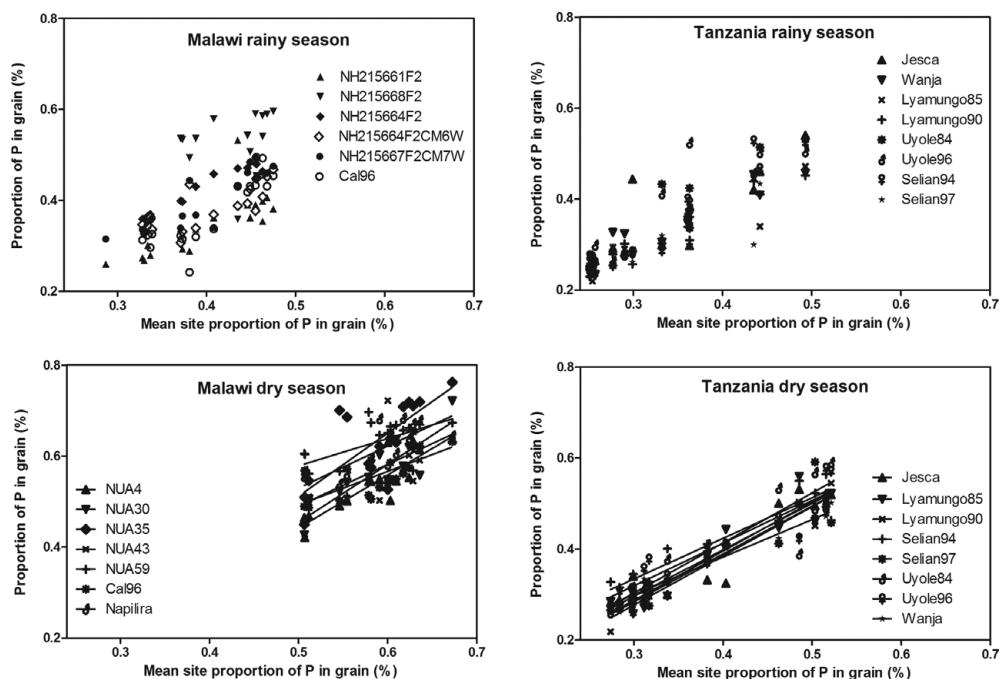 Malawi rainy season
Proportion of P in grain (%)
0.8
0.6
0.4
0.2
NH215661F2
NH215668F2
NH215664F2
NH215664F2CM6W
NH215667F2CM7W
Cal96
0.3
0.4
0.5
0.6
0.7
Mean site proportion of P in grain (%)
Tanzania rainy season
Proportion of P in grain (%)
0.8
0.6
0.4
0.2
Jesca
Wanja
Lyamungo85
Lyamungo90
Uyole84
Uyole96
Selian94
Selian97
0.3
0.4
0.5
0.6
0.7
Mean site proportion of P in grain (%)
Malawi dry season
Proportion of P in grain (%)
0.8
0.6
0.4
0.2
NUA4
NUA30
NUA35
NUA43
NUA59
Cal96
Napilira
0.3
0.4
0.5
0.6
0.7
Mean site proportion of P in grain (%)
Tanzania dry season
Proportion of P in grain (%)
0.8
0.6
0.4
0.2
Jesca
Lyamungo85
Lyamungo90
Selian94
Selian97
Uyole84
Uyole96
Wanja
0.3
0.4
0.5
0.6
0.7
Mean site proportion of P in grain (%)